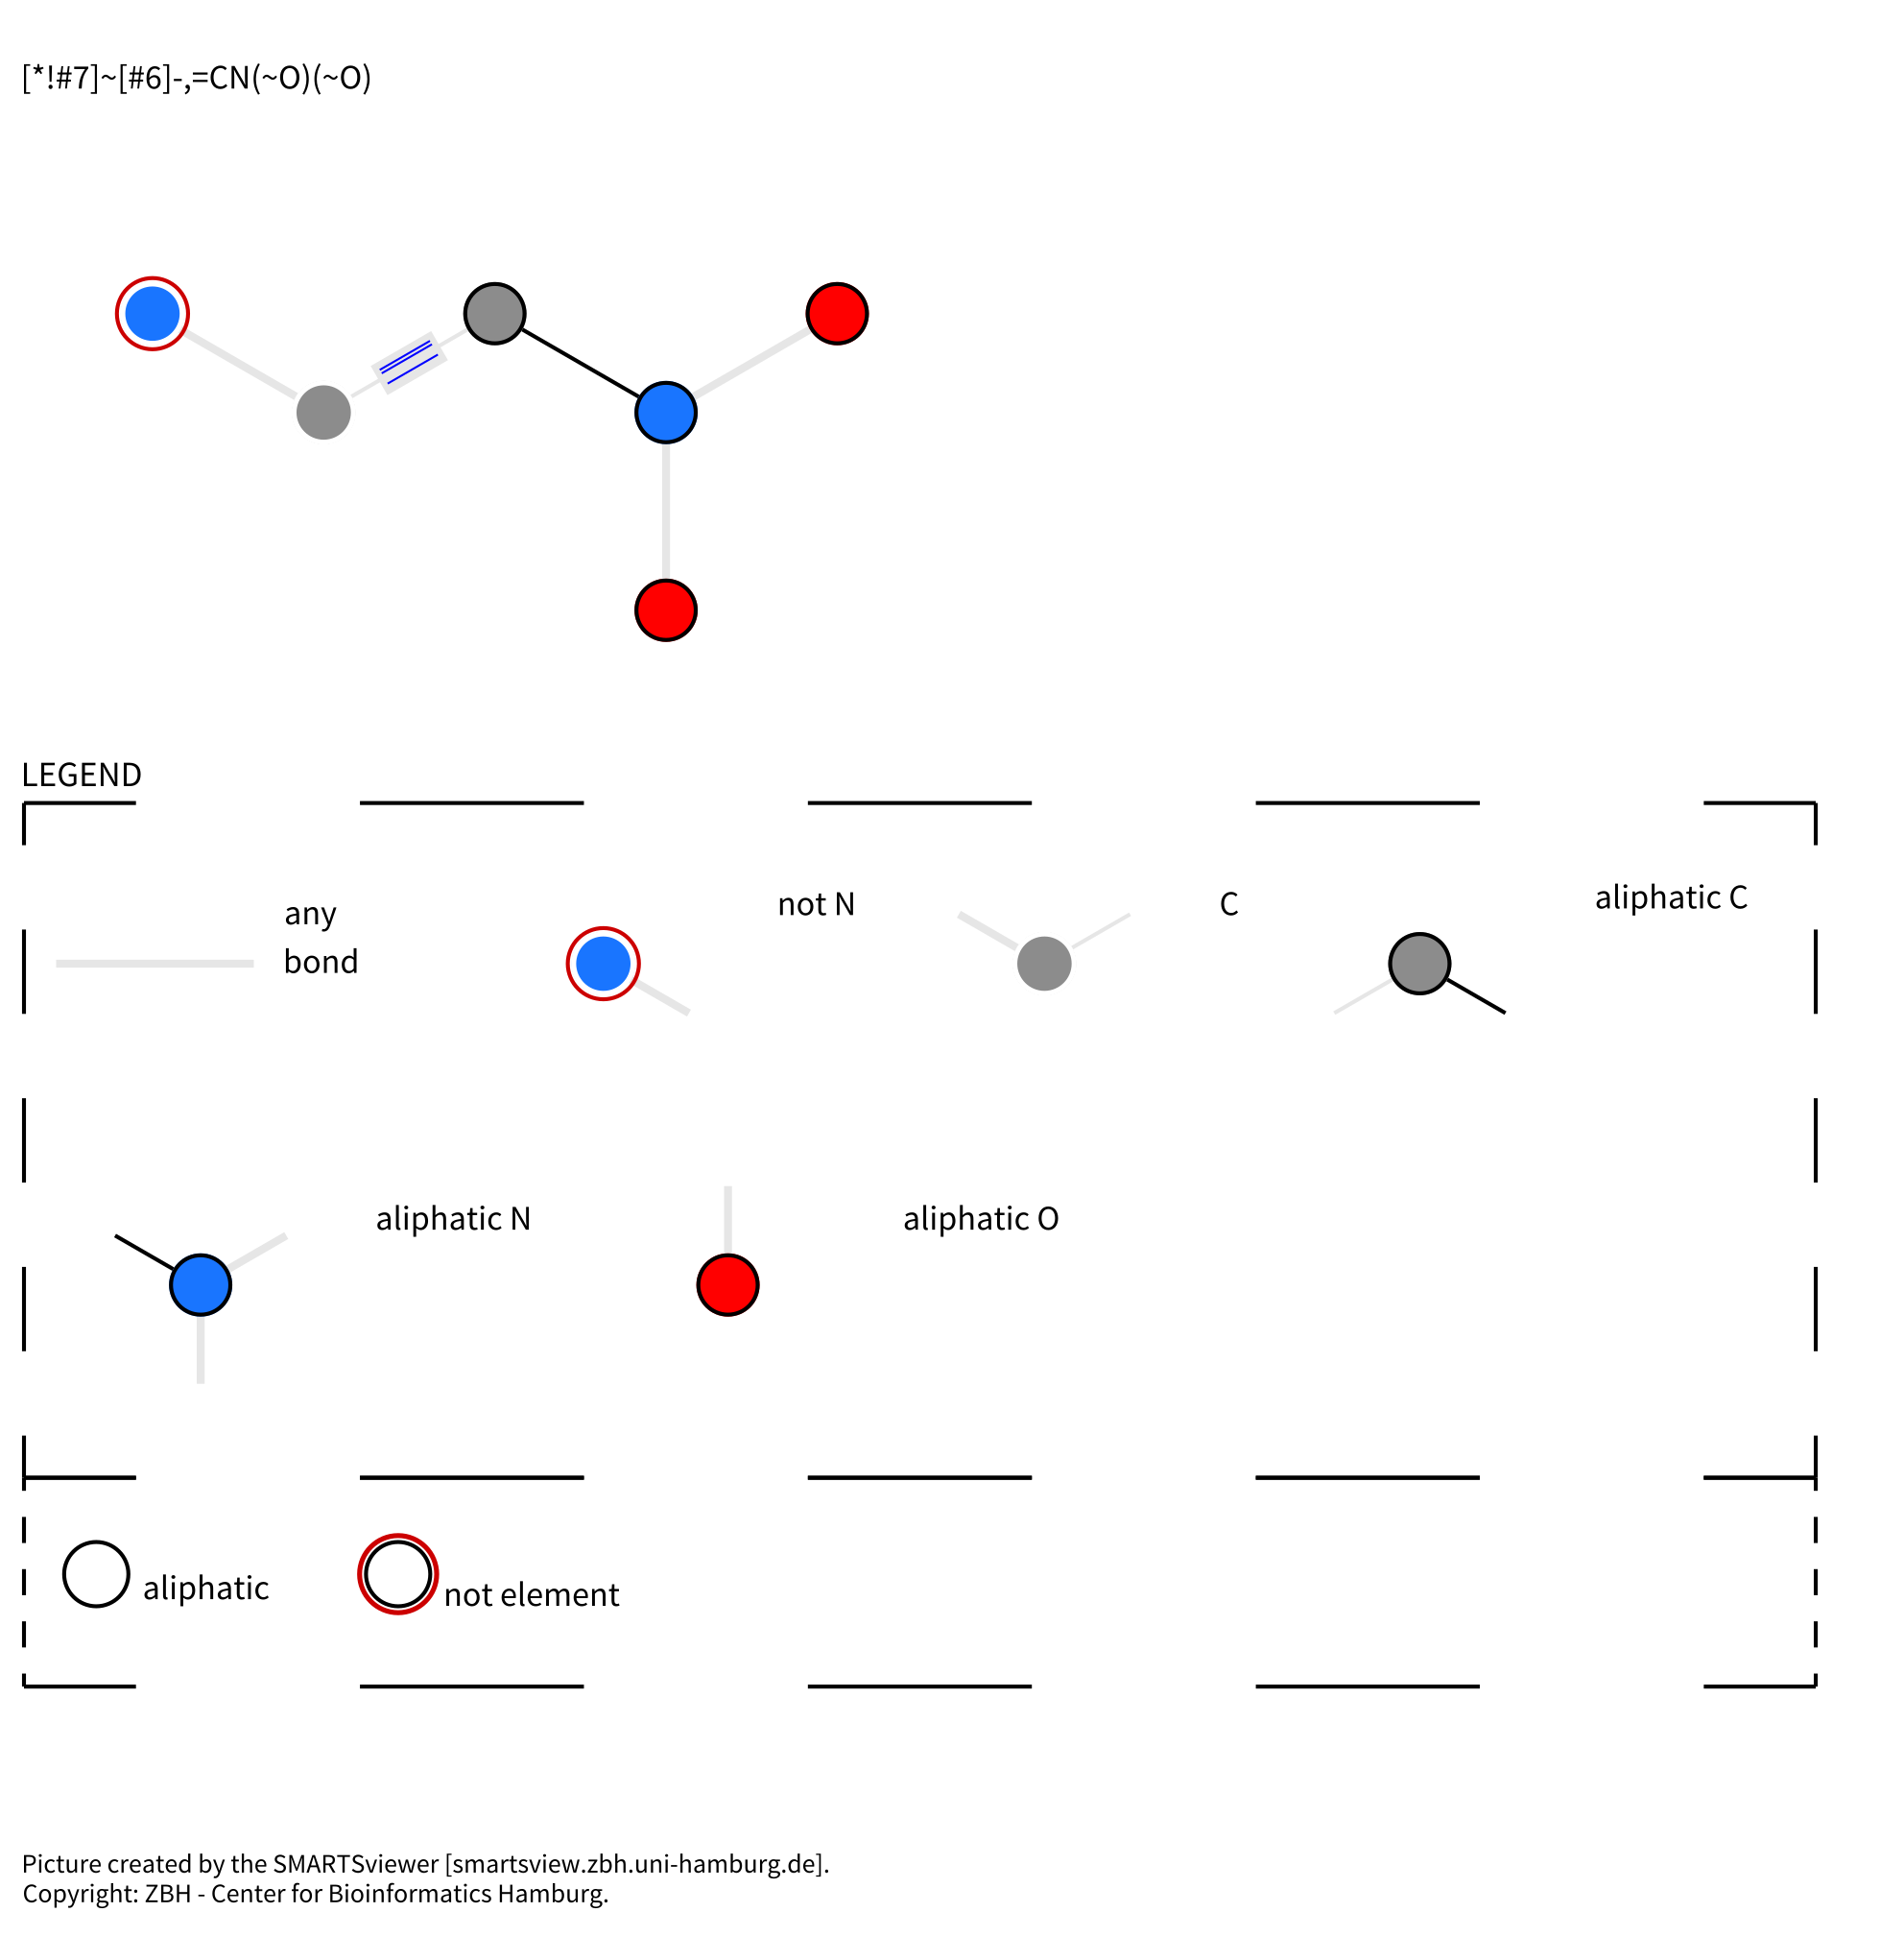 [*!#7]~[#6]-,=CN(~O)(~O)
LEGEND
any
bond
not N
C
aliphatic C
aliphatic N
aliphatic O
aliphatic
not element
Picture created by the SMARTSviewer [smartsview.zbh.uni-hamburg.de].
Copyright: ZBH - Center for Bioinformatics Hamburg.